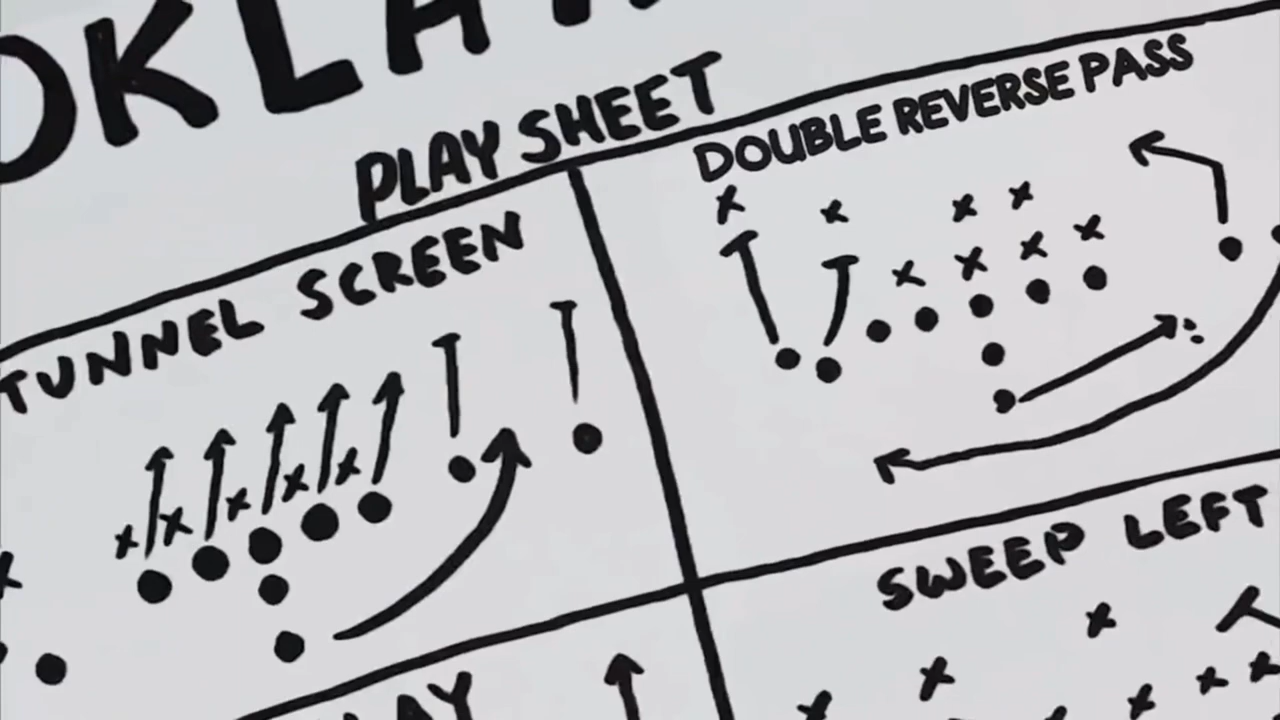 PLAY SHEET
TUNNEL SCREEN
DOUBLE REVERSE PASS
SWEEP LEFT